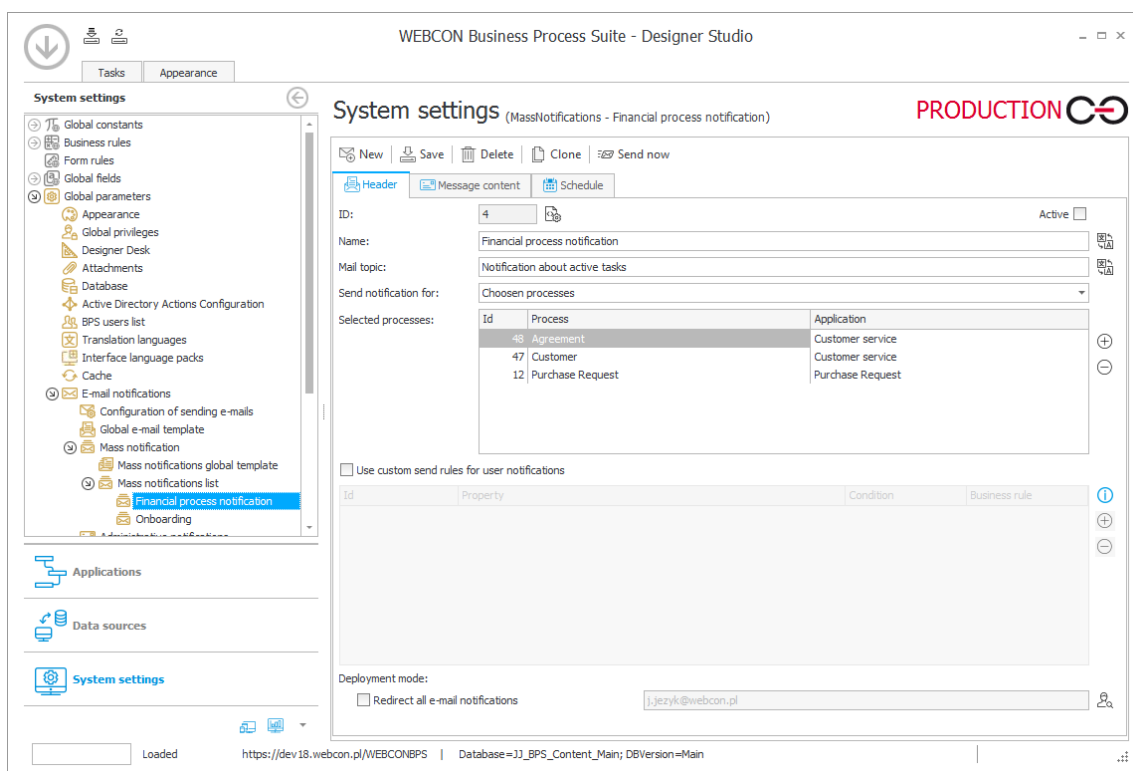 WEBCON Business Process Suite - Designer Studio
Tasks
Appearance
System settings
Global constants
Business rules
Form rules
Global fields
Global parameters
Appearance
Global privileges
Designer Desk
Attachments
Database
Active Directory Actions Configuration
BPS users list
Translation languages
Interface language packs
Cache
E-mail notifications
Configuration of sending e-mails
Global e-mail template
Mass notification
Mass notifications global template
Mass notifications list
Financial process notification
Onboarding
Administrative notifications
Applications
Data sources
System settings
System settings (MassNotifications - Financial process notification)
PRODUCTION
New
Save
Delete
Clone
Send now
Header
Message content
Schedule
ID:
4
Active
Name:
Financial process notification
Mail topic:
Notification about active tasks
Send notification for:
Choosen processes
Selected processes:
Id Process Application
48 Agreement Customer service
47 Customer Customer service
12 Purchase Request Purchase Request
Use custom send rules for user notifications
Id Property Condition Business rule
Deployment mode:
Redirect all e-mail notifications
j.jezyk@webcon.pl
Loaded
https://dev18.webcon.pl/WEBCONBPS | Database=JJ_BPS_Content_Main; DBVersion=Main